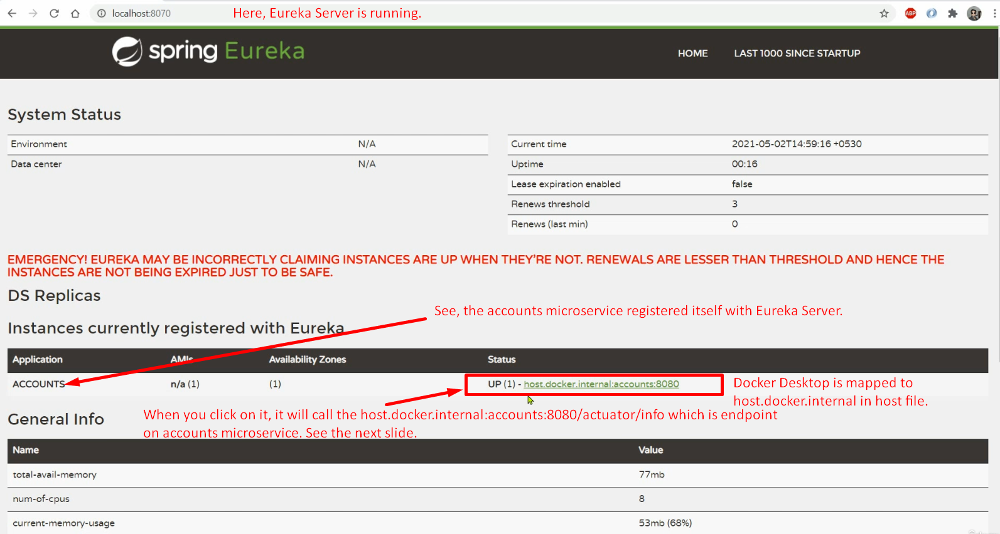 localhost:8070
Here, Eureka Server is running.
ABP
spring Eureka
HOME
LAST 1000 SINCE STARTUP
System Status
Environment N/A
Data center N/A
Current time 2021-05-02T14:59:16 +0530
Uptime 00:16
Lease expiration enabled false
Renews threshold 3
Renews (last min) 0
EMERGENCY! EUREKA MAY BE INCORRECTLY CLAIMING INSTANCES ARE UP WHEN THEY'RE NOT. RENEWALS ARE LESSER THAN THRESHOLD AND HENCE THE
INSTANCES ARE NOT BEING EXPIRED JUST TO BE SAFE.
DS Replicas
See, the accounts microservice registered itself with Eureka Server.
Instances currently registered with Eureka
Application AMIs Availability Zones Status
ACCOUNTS n/a (1) (1) UP (1) - host.docker.internal:accounts:8080
Docker Desktop is mapped to
host.docker.internal in host file.
When you click on it, it will call the host.docker.internal:accounts:8080/actuator/info which is endpoint
on accounts microservice. See the next slide.
General Info
Name Value
total-avail-memory 77mb
num-of-cpus 8
current-memory-usage 53mb (68%)